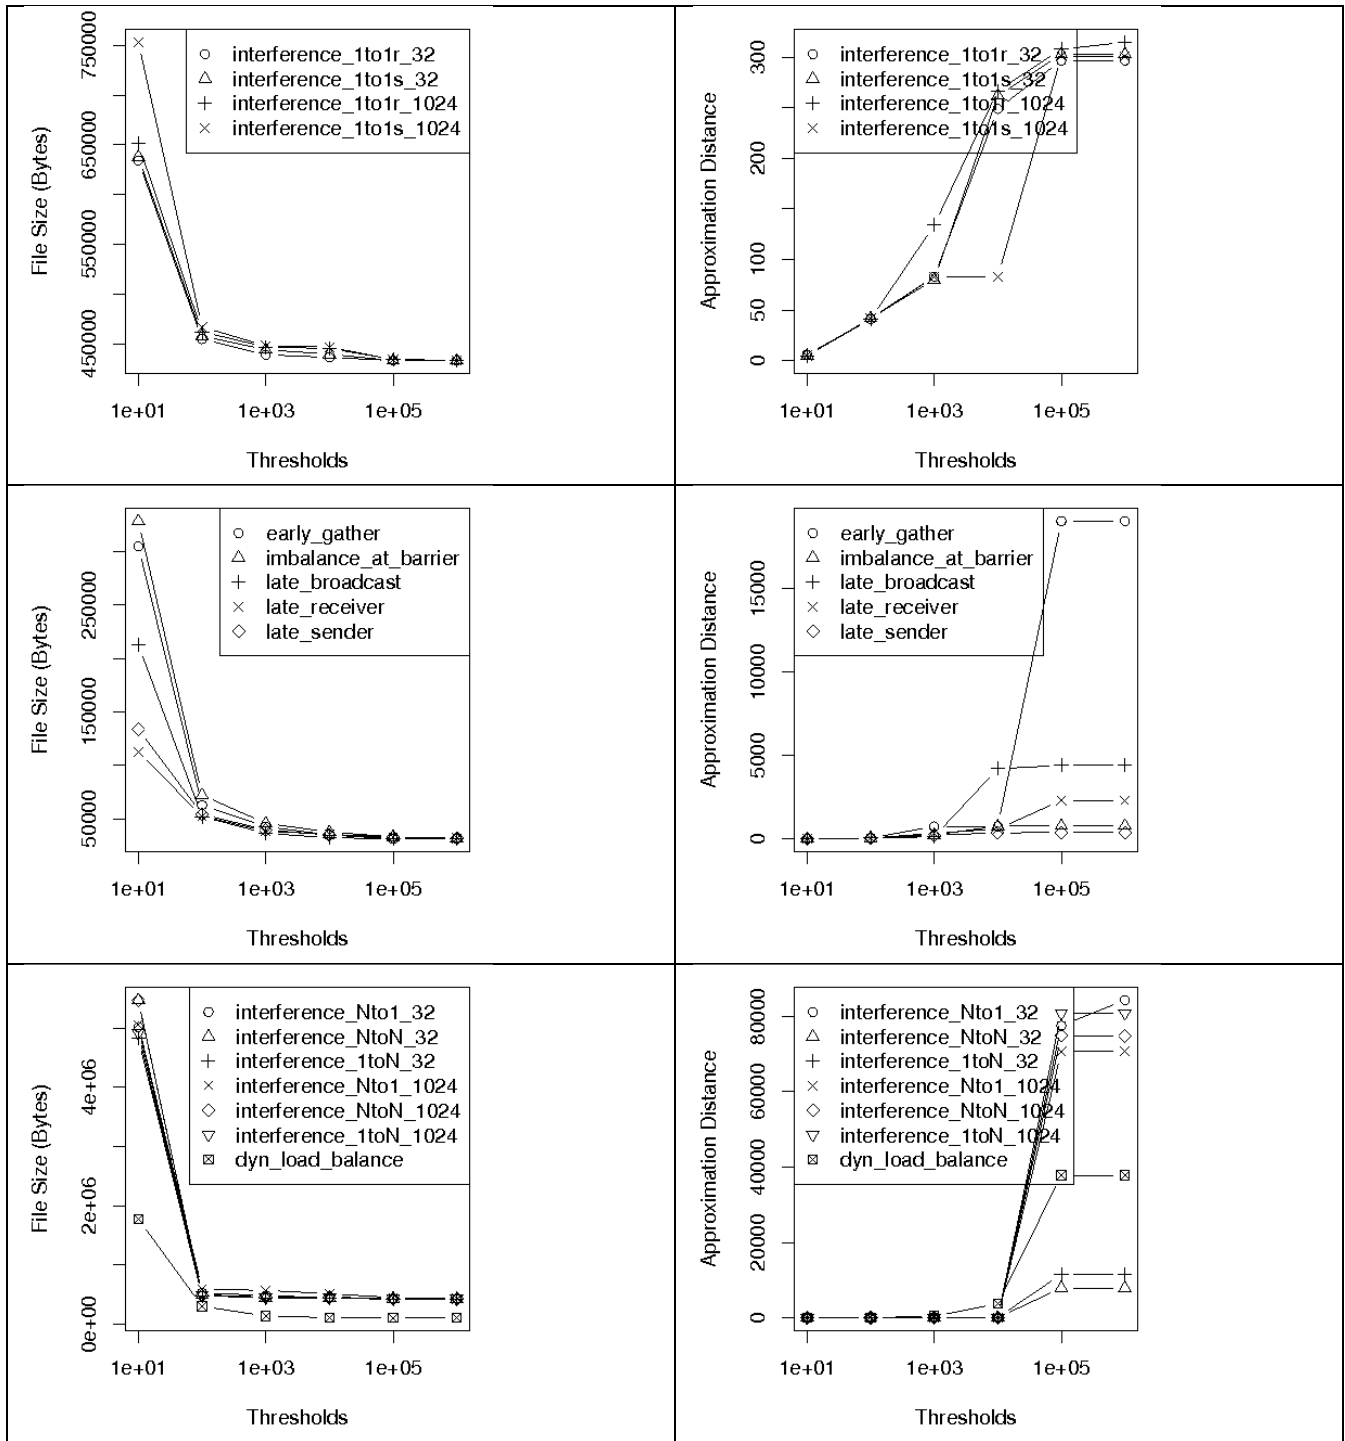 File Size (Bytes)
750000
650000
550000
450000
interference_1to1r_32
interference_1to1s_32
interference_1to1r_1024
interference_1to1s_1024
1e+01 1e+03 1e+05
Thresholds
Approximation Distance
300
200
100
50
0
interference_1to1r_32
interference_1to1s_32
interference_1to1r_1024
interference_1to1s_1024
1e+01 1e+03 1e+05
Thresholds
File Size (Bytes)
250000
150000
50000
early_gather
imbalance_at_barrier
late_broadcast
late_receiver
late_sender
1e+01 1e+03 1e+05
Thresholds
Approximation Distance
15000
10000
5000
0
early_gather
imbalance_at_barrier
late_broadcast
late_receiver
late_sender
1e+01 1e+03 1e+05
Thresholds
File Size (Bytes)
4e+06
2e+06
0e+00
interference_Nto1_32
interference_NtoN_32
interference_1toN_32
interference_Nto1_1024
interference_NtoN_1024
interference_1toN_1024
dyn_load_balance
1e+01 1e+03 1e+05
Thresholds
Approximation Distance
80000
60000
40000
20000
0
interference_Nto1_32
interference_NtoN_32
interference_1toN_32
interference_Nto1_1024
interference_NtoN_1024
interference_1toN_1024
dyn_load_balance
1e+01 1e+03 1e+05
Thresholds